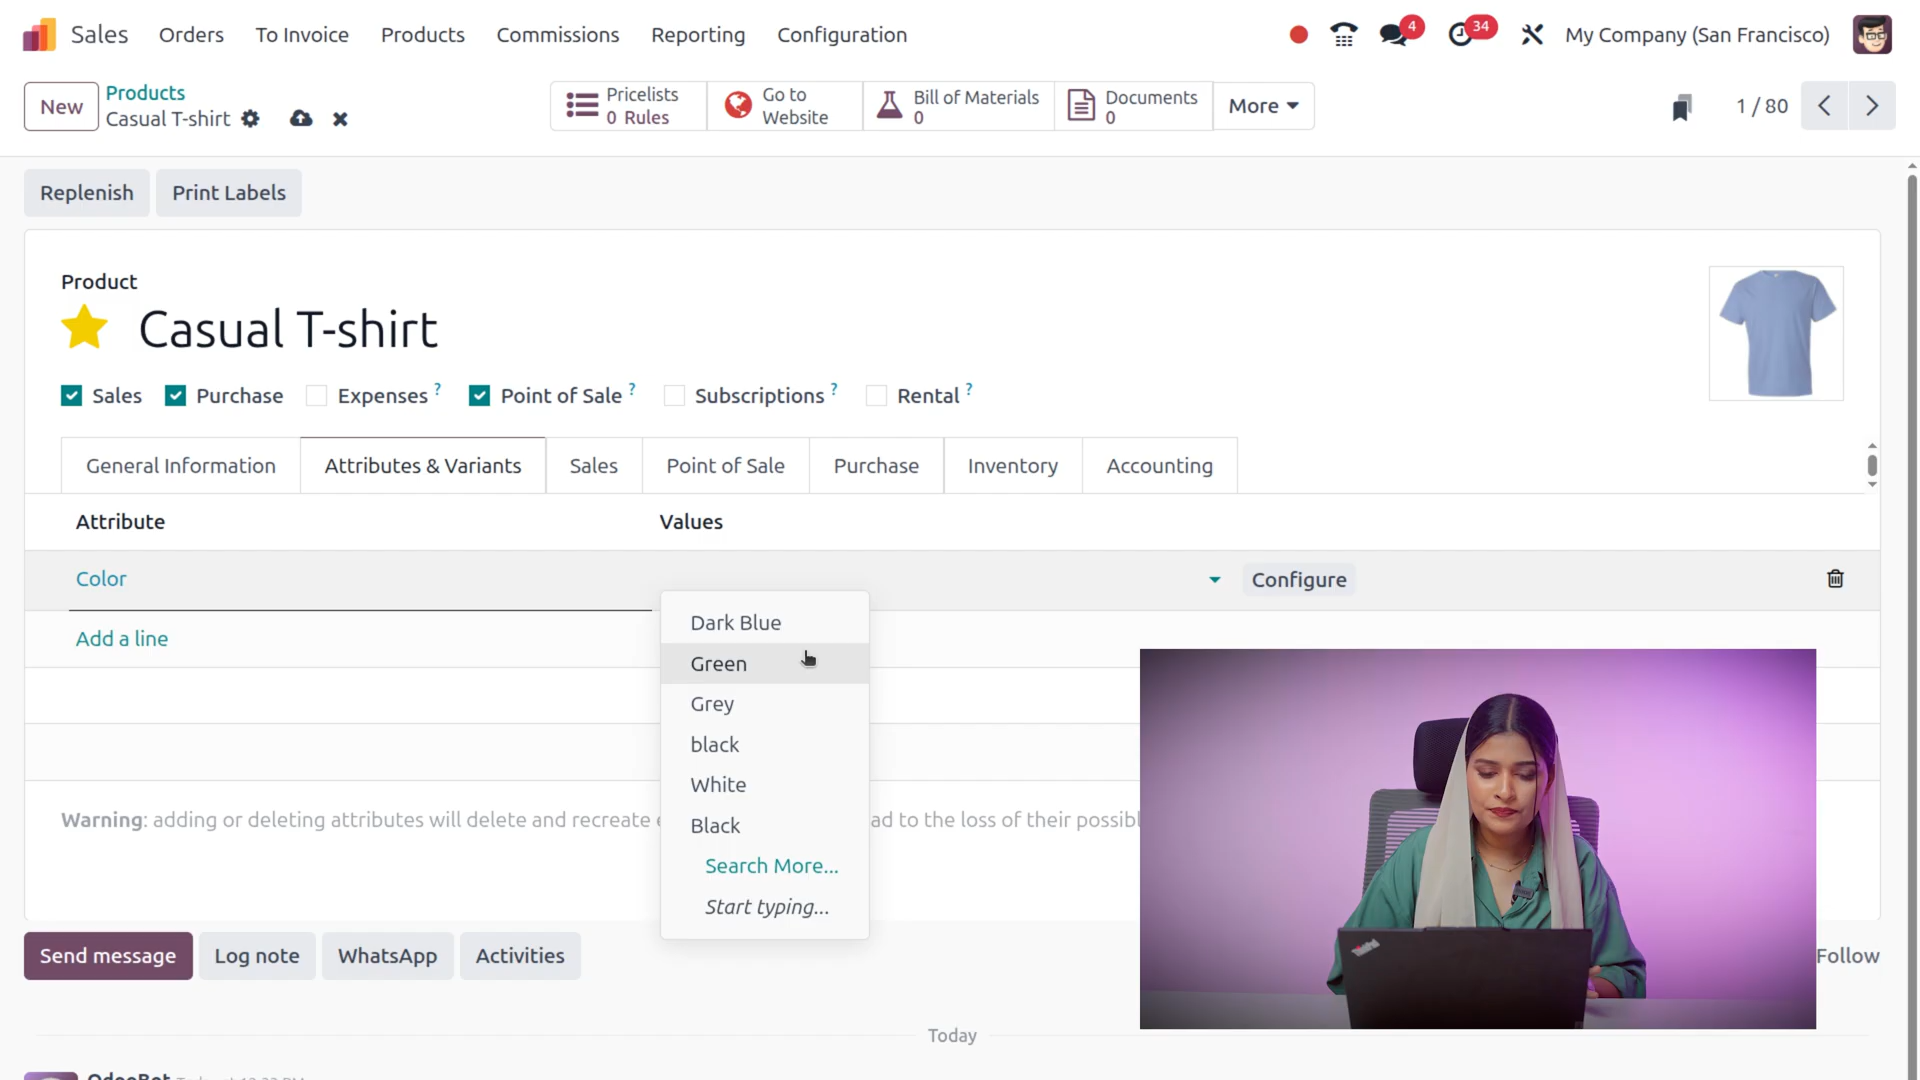 Sales Orders To Invoice Products Commissions Reporting Configuration 4 34 My Company (San Francisco)
New Products
Casual T-shirt
Pricelists
0 Rules
Go to
Website
Bill of Materials
0
Documents
0
More
1 / 80
Replenish Print Labels
Product
Casual T-shirt
Sales Purchase Expenses ? Point of Sale ? Subscriptions ? Rental ?
General Information Attributes & Variants Sales Point of Sale Purchase Inventory Accounting
Attribute Values
Color Configure
Add a line
Dark Blue
Green
Grey
black
White
Black
Search More...
Start typing...
Warning: adding or deleting attributes will delete and recreate ad to the loss of their
Send message Log note WhatsApp Activities Follow
Today